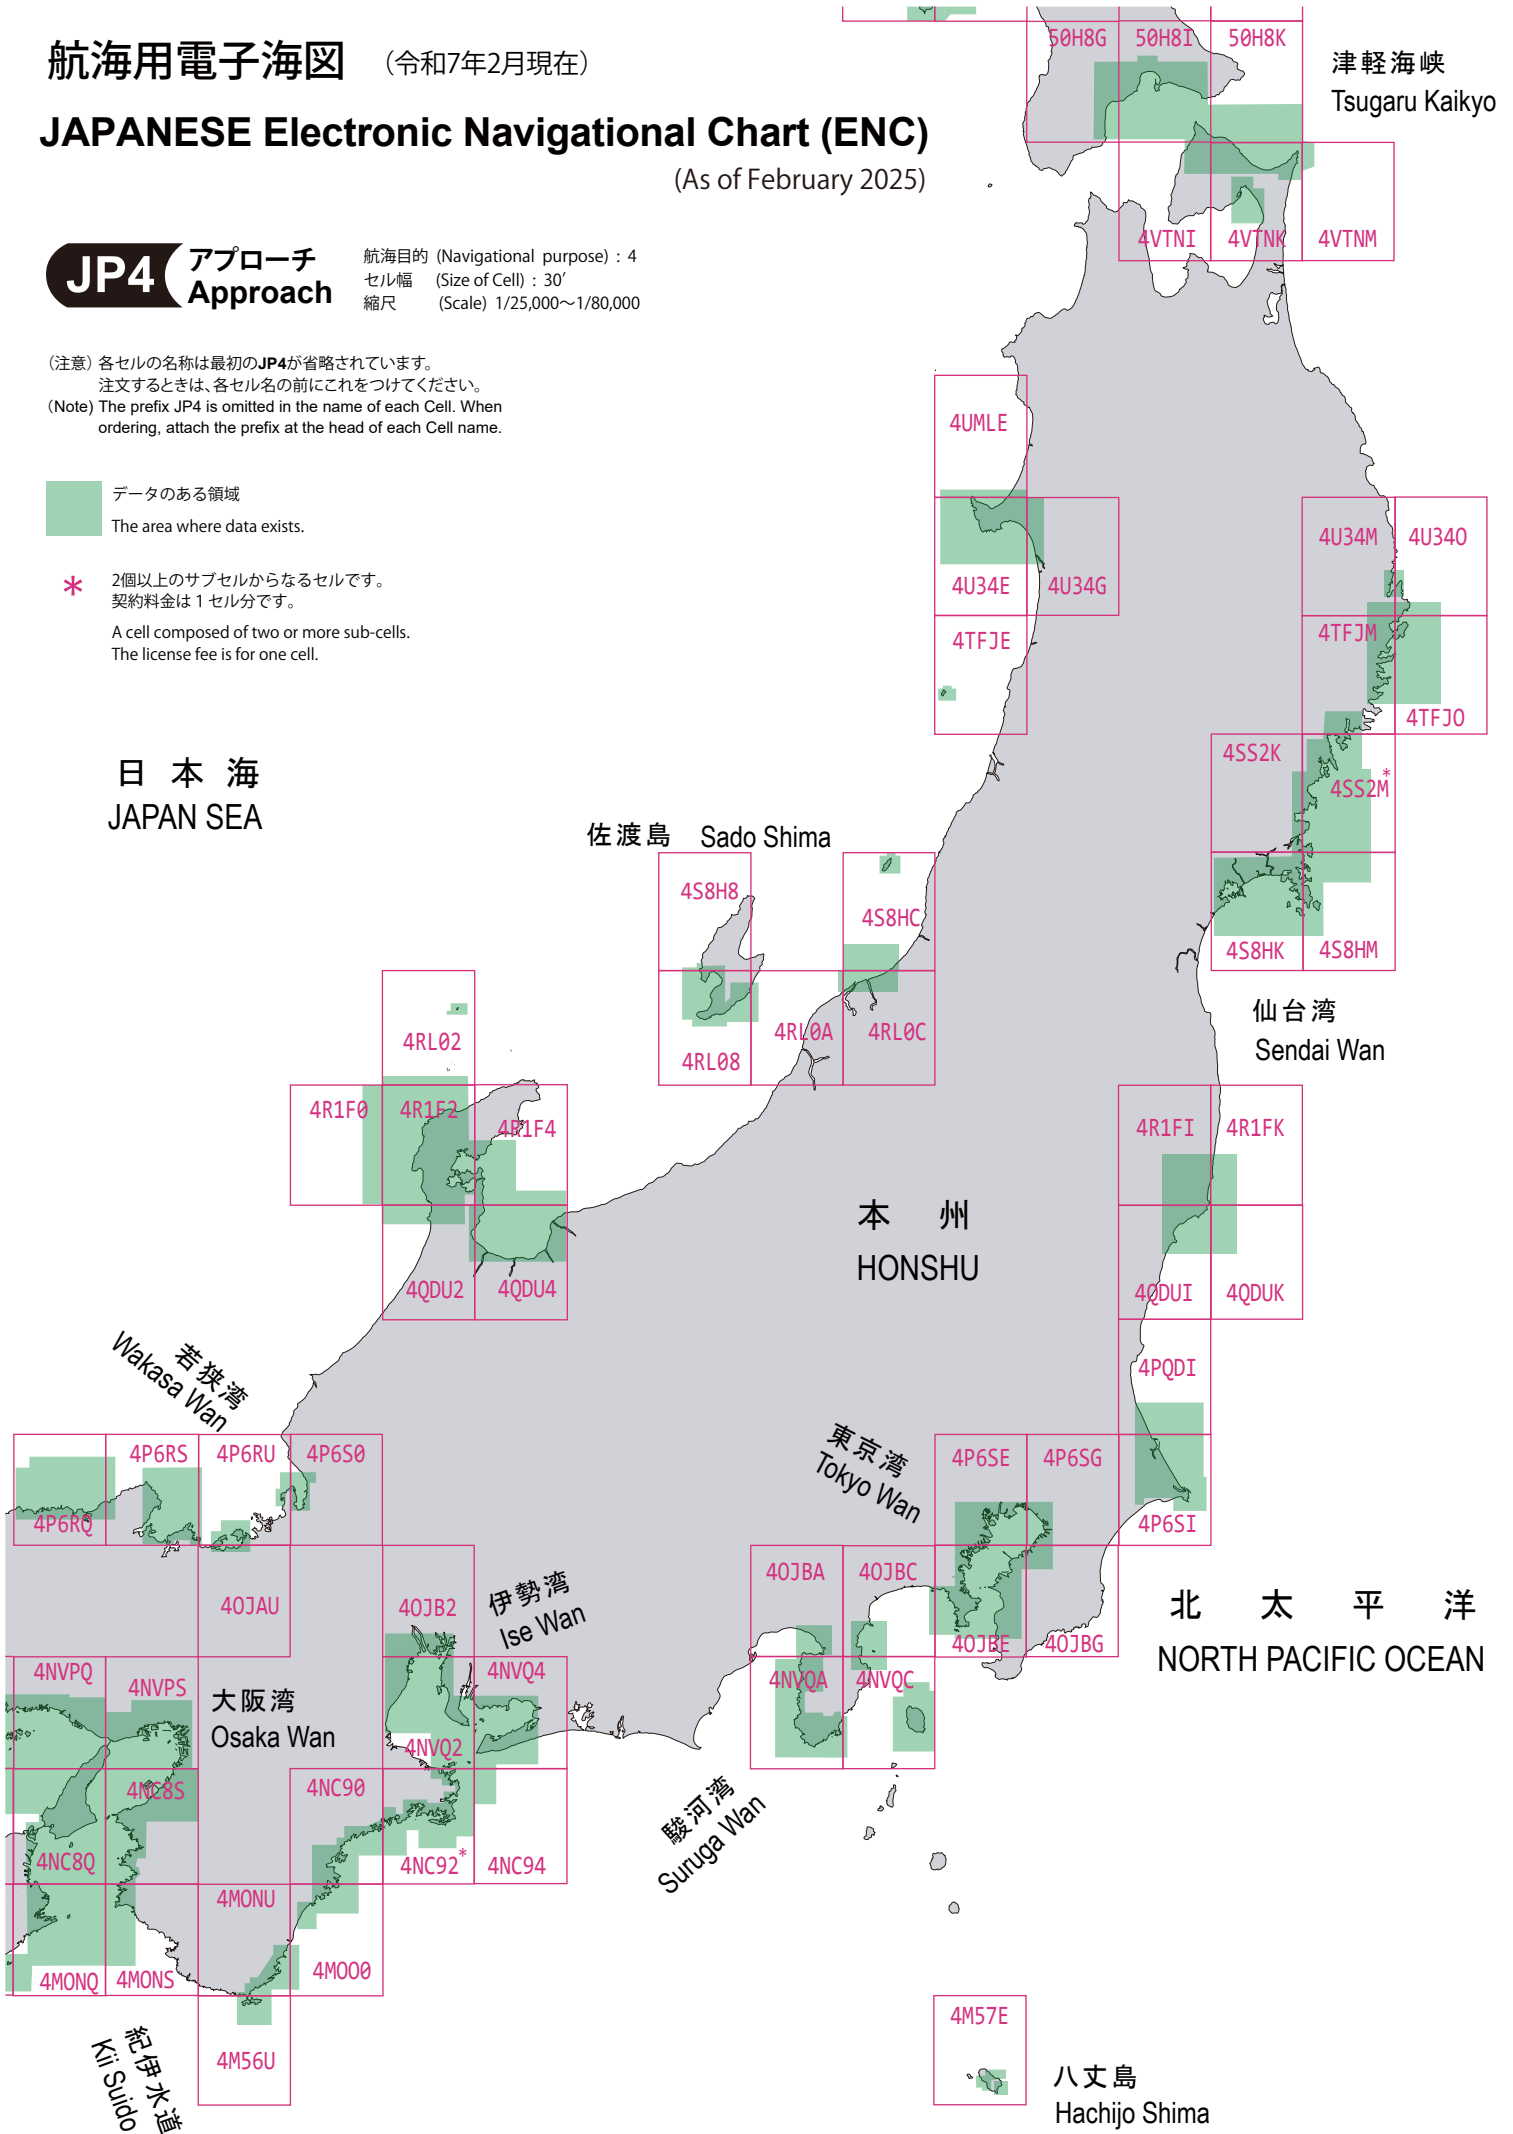 航海用電子海図 （令和7年2月現在）
JAPANESE Electronic Navigational Chart (ENC)
(As of February 2025)
JP4 アプローチ
Approach
航海目的 (Navigational purpose) : 4
セル幅 (Size of Cell) : 30′
縮尺 (Scale) 1/25,000～1/80,000
（注意）各セルの名称は最初のJP4が省略されています。
注文するときは、各セル名の前にこれをつけてください。
（Note) The prefix JP4 is omitted in the name of each Cell. When
ordering, attach the prefix at the head of each Cell name.
データのある領域
The area where data exists.
*
2個以上のサブセルからなるセルです。
契約料金は1セル分です。
A cell composed of two or more sub-cells.
The license fee is for one cell.
50H8G 50H8I 50H8K
津軽海峡
Tsugaru Kaikyo
4VTNI 4VTNK 4VTNM
4UMLE
4U34E 4U34G
4U34M 4U34O
4TFJE
4TFJM
4TFJO
日本海
JAPAN SEA
4SS2K
4SS2M*
佐渡島 Sado Shima
4S8H8
4S8HC
4S8HK 4S8HM
4RL02
4RL08
4RL0A 4RL0C
仙台湾
Sendai Wan
4R1F0 4R1F2
4R1F4
4R1FI 4R1FK
本州
HONSHU
4QDU2 4QDU4
4QDUI 4QDUK
4PQDI
若狭湾
Wakasa Wan
4P6RQ
4P6RS 4P6RU 4P6S0
東京湾
Tokyo Wan
4P6SE 4P6SG
4P6SI
4OJAU
4OJB2
伊勢湾
Ise Wan
4OJBA 4OJBC
4OJBE 4OJBG
北太平洋
NORTH PACIFIC OCEAN
4NVPQ
4NVPS
大阪湾
Osaka Wan
4NVQ2
4NVQ4
4NVQA 4NVQC
4NC8Q
4NC8S
4NC90
4NC92* 4NC94
駿河湾
Suruga Wan
4MONQ 4MONS
4MONU
4MOO0
4M56U
4M57E
紀伊水道
Kii Suido
八丈島
Hachijo Shima